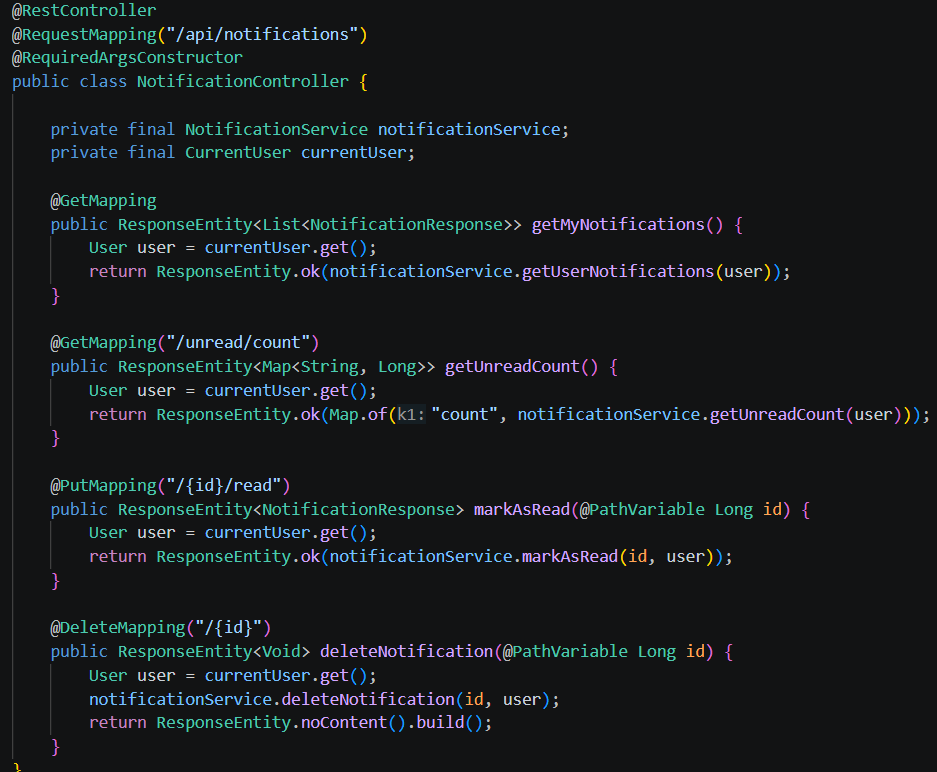 @RestController
@RequestMapping("/api/notifications")
@RequiredArgsConstructor
public class NotificationController {
private final NotificationService notificationService;
private final CurrentUser currentUser;
@GetMapping
public ResponseEntity<List<NotificationResponse>> getMyNotifications() {
User user = currentUser.get();
return ResponseEntity.ok(notificationService.getUserNotifications(user));
}
@GetMapping("/unread/count")
public ResponseEntity<Map<String, Long>> getUnreadCount() {
User user = currentUser.get();
return ResponseEntity.ok(Map.of(k1: "count", notificationService.getUnreadCount(user)));
}
@PutMapping("/{id}/read")
public ResponseEntity<NotificationResponse> markAsRead(@PathVariable Long id) {
User user = currentUser.get();
return ResponseEntity.ok(notificationService.markAsRead(id, user));
}
@DeleteMapping("/{id}")
public ResponseEntity<Void> deleteNotification(@PathVariable Long id) {
User user = currentUser.get();
notificationService.deleteNotification(id, user);
return ResponseEntity.noContent().build();
}
}